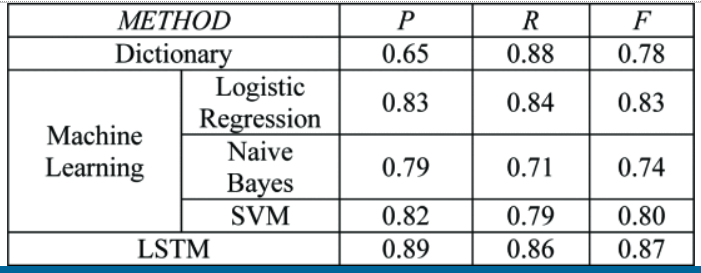 METHOD P R F
Dictionary 0.65 0.88 0.78
Machine Learning
Logistic Regression 0.83 0.84 0.83
Naive Bayes 0.79 0.71 0.74
SVM 0.82 0.79 0.80
LSTM 0.89 0.86 0.87